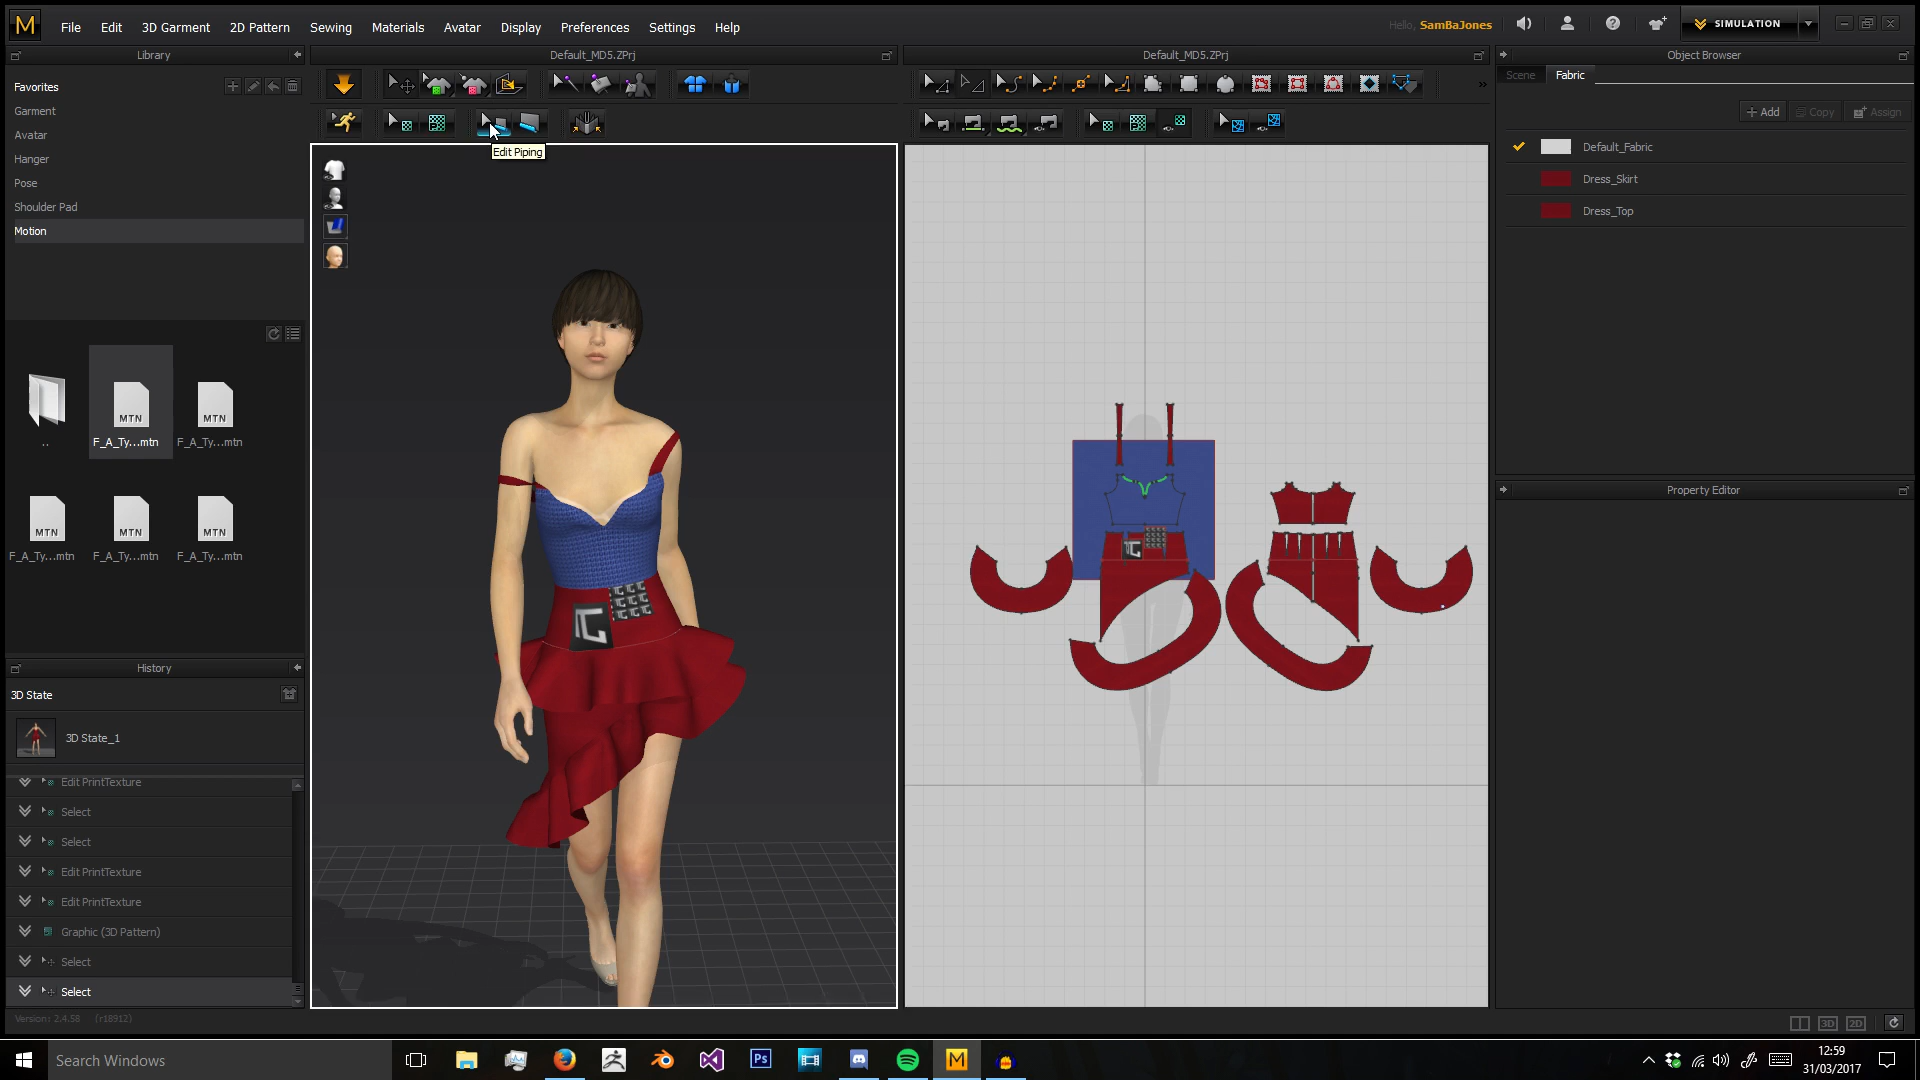 File Edit 3D Garment 2D Pattern Sewing Materials Avatar Display Preferences Settings Help
Hello, SamBaJones
SIMULATION
Library
Default_MD5.ZPrj
Default_MD5.ZPrj
Object Browser
Favorites
Garment
Avatar
Hanger
Pose
Shoulder Pad
Motion
Edit Piping
Scene Fabric
+ Add Copy Assign
Default_Fabric
Dress_Skirt
Dress_Top
MTN
MTN
..
F_A_Ty...mtn
F_A_Ty...mtn
MTN
MTN
MTN
F_A_Ty...mtn
F_A_Ty...mtn
F_A_Ty...mtn
Property Editor
History
3D State
3D State_1
Edit PrintTexture
Select
Select
Edit PrintTexture
Edit PrintTexture
Graphic (3D Pattern)
Select
Select
Version: 2.4.58 (r18912)
3D 2D
Search Windows
Ps
M
12:59
31/03/2017